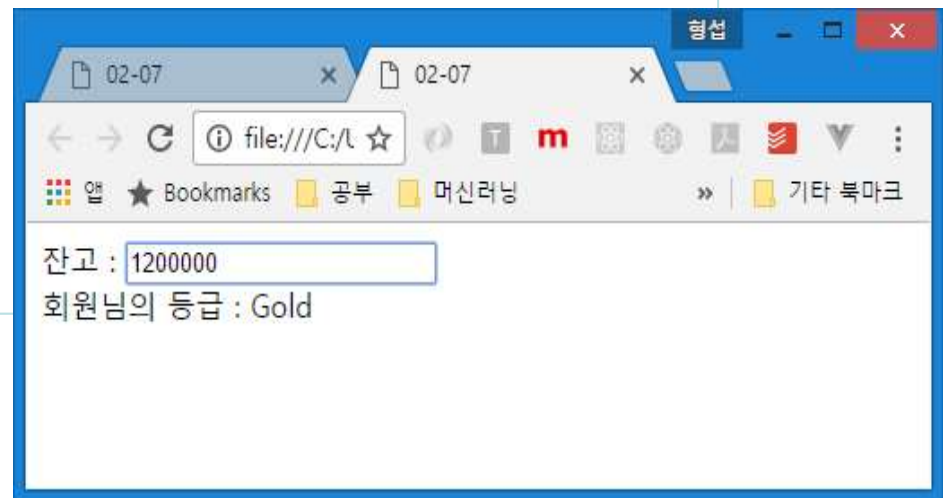 형섭
02-07
02-07
file:///C:/l
앱 Bookmarks 공부 머신러닝 » 기타 북마크
잔고 : 1200000
회원님의 등급 : Gold